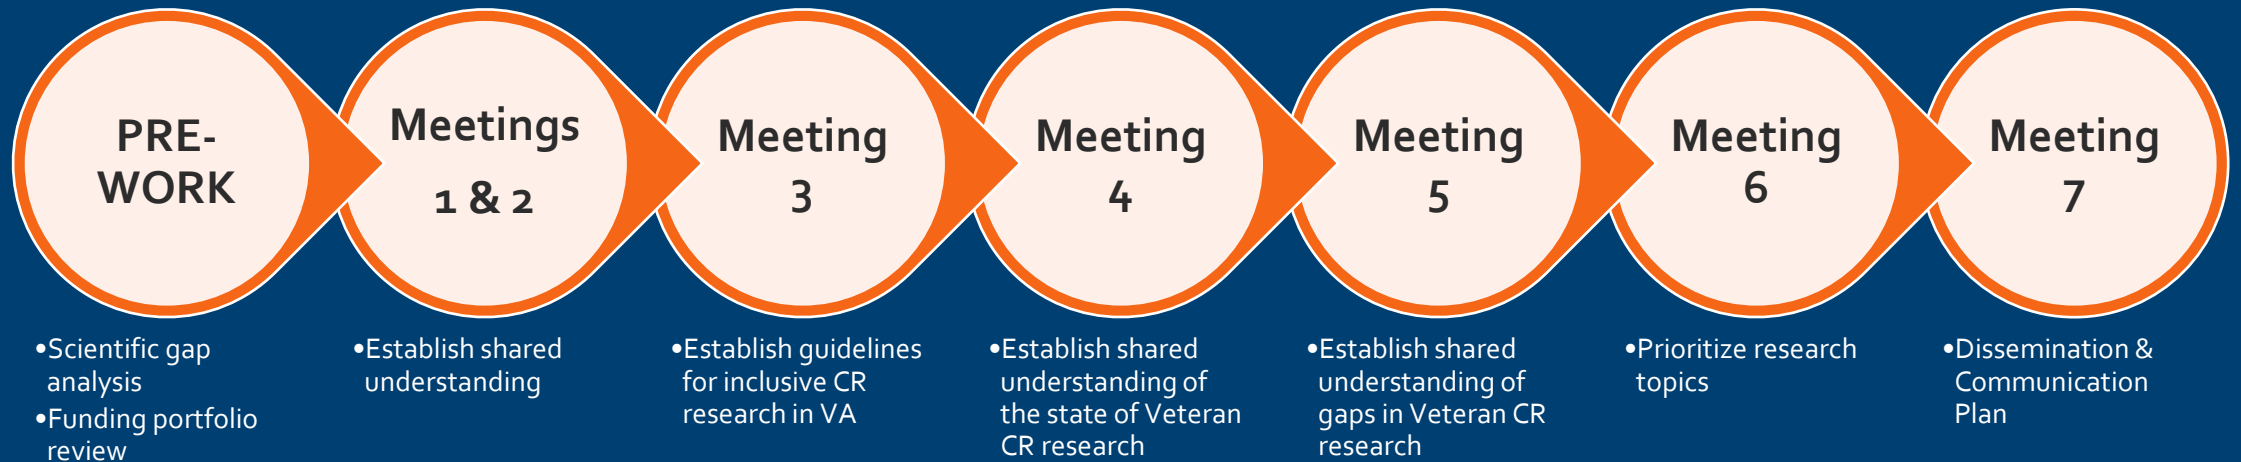 PRE-
WORK
•Scientific gap
analysis
•Funding portfolio
review
Meetings
1 & 2
•Establish shared
understanding
Meeting
3
•Establish guidelines
for inclusive CR
research in VA
Meeting
4
•Establish shared
understanding of
the state of Veteran
CR research
Meeting
5
•Establish shared
understanding of
gaps in Veteran CR
research
Meeting
6
•Prioritize research
topics
Meeting
7
•Dissemination &
Communication
Plan